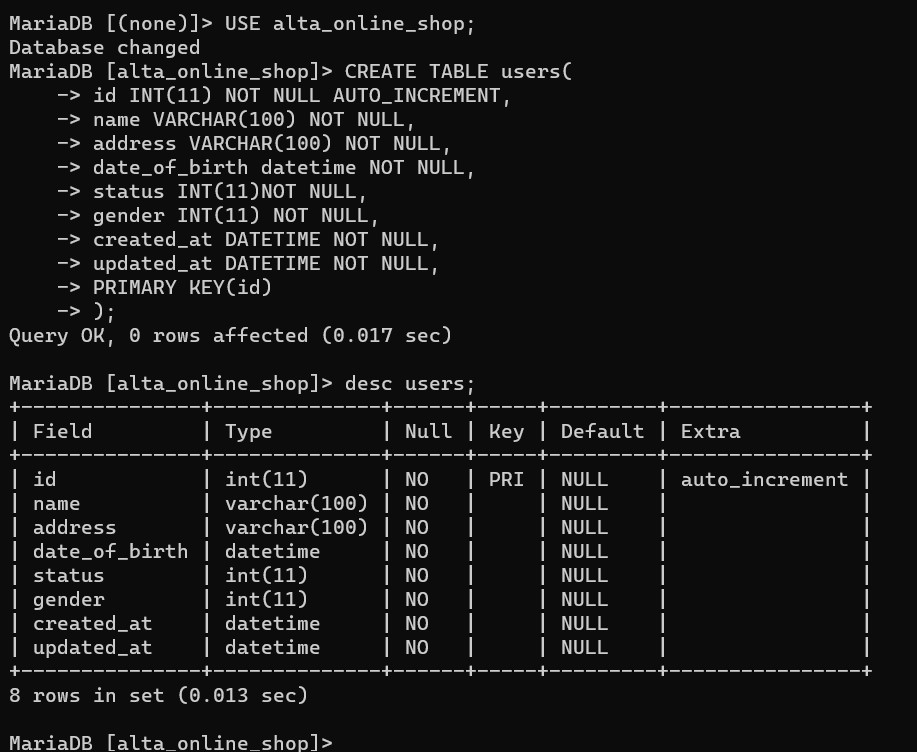 MariaDB [(none)]> USE alta_online_shop;
Database changed
MariaDB [alta_online_shop]> CREATE TABLE users(
    -> id INT(11) NOT NULL AUTO_INCREMENT,
    -> name VARCHAR(100) NOT NULL,
    -> address VARCHAR(100) NOT NULL,
    -> date_of_birth datetime NOT NULL,
    -> status INT(11)NOT NULL,
    -> gender INT(11) NOT NULL,
    -> created_at DATETIME NOT NULL,
    -> updated_at DATETIME NOT NULL,
    -> PRIMARY KEY(id)
    -> );
Query OK, 0 rows affected (0.017 sec)

MariaDB [alta_online_shop]> desc users;
+---------------+--------------+------+-----+---------+----------------+
| Field         | Type         | Null | Key | Default | Extra          |
+---------------+--------------+------+-----+---------+----------------+
| id            | int(11)      | NO   | PRI | NULL    | auto_increment |
| name          | varchar(100) | NO   |     | NULL    |                |
| address       | varchar(100) | NO   |     | NULL    |                |
| date_of_birth | datetime     | NO   |     | NULL    |                |
| status        | int(11)      | NO   |     | NULL    |                |
| gender        | int(11)      | NO   |     | NULL    |                |
| created_at    | datetime     | NO   |     | NULL    |                |
| updated_at    | datetime     | NO   |     | NULL    |                |
+---------------+--------------+------+-----+---------+----------------+
8 rows in set (0.013 sec)

MariaDB [alta_online_shop]>